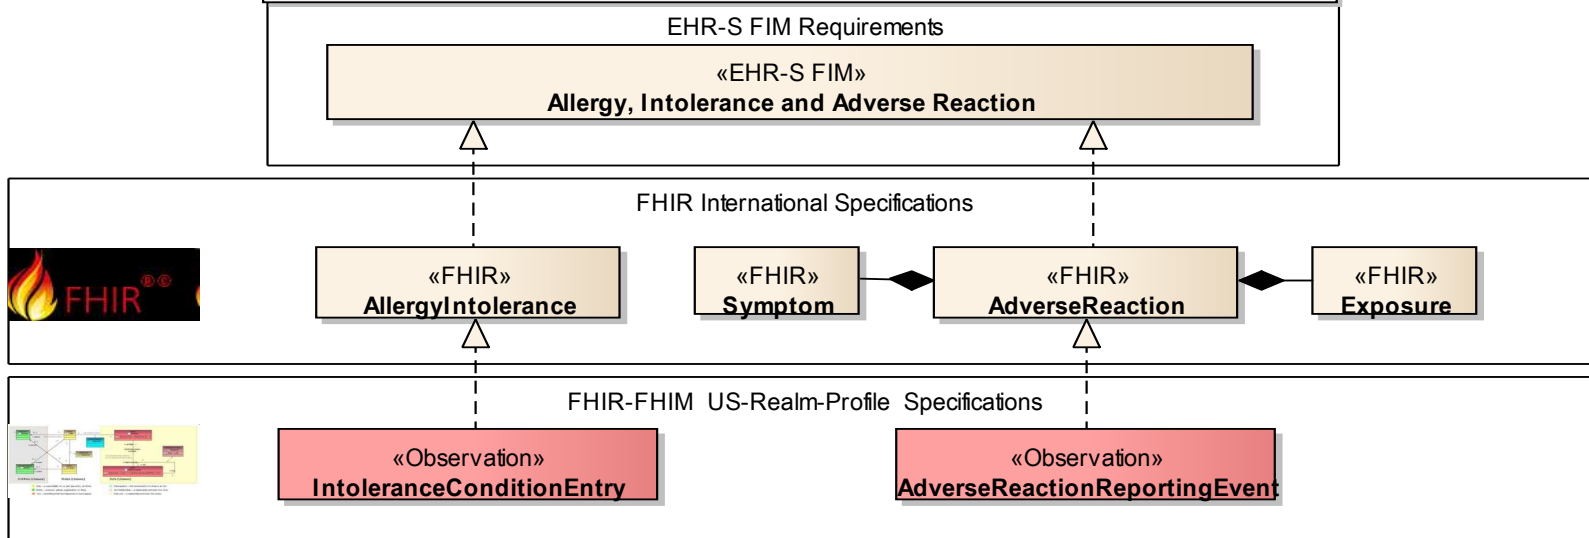 EHR-S FIM Requirements
«EHR-S FIM»
Allergy, Intolerance and Adverse Reaction
FHIR International Specifications
FHIR
«FHIR»
AllergyIntolerance
«FHIR»
Symptom
«FHIR»
AdverseReaction
«FHIR»
Exposure
FHIR-FHIM US-Realm-Profile Specifications
«Observation»
IntoleranceConditionEntry
«Observation»
AdverseReactionReportingEvent